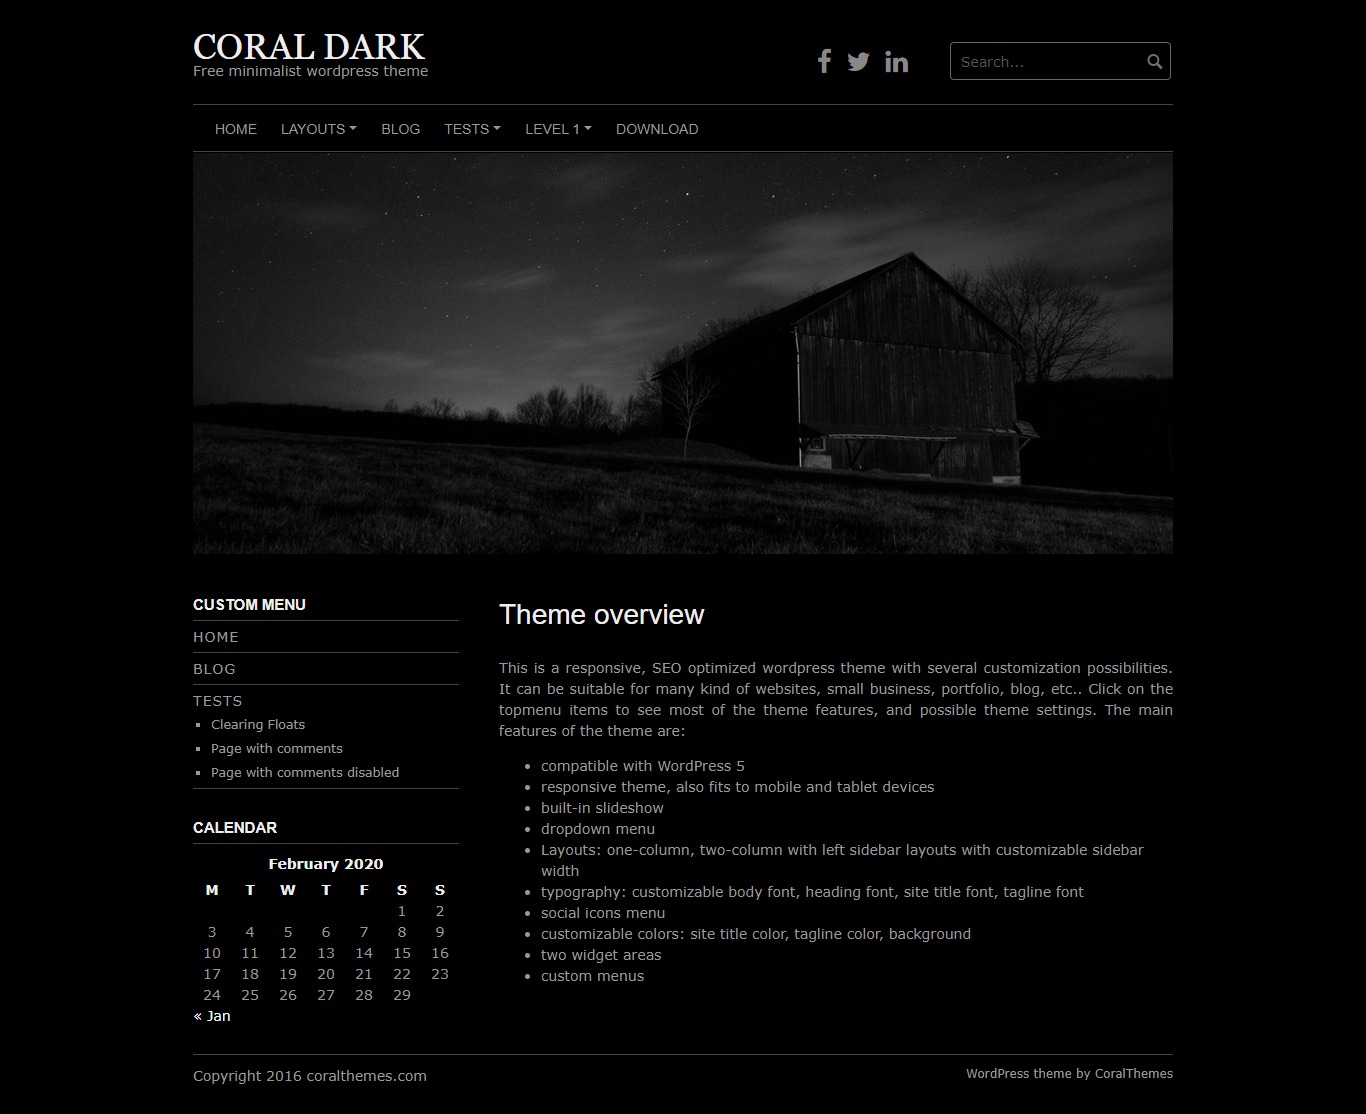 CORAL DARK
Free minimalist wordpress theme
Search...
HOME LAYOUTS BLOG TESTS LEVEL 1 DOWNLOAD
CUSTOM MENU
HOME
BLOG
TESTS
Clearing Floats
Page with comments
Page with comments disabled
CALENDAR
February 2020
M T W T F S S
1 2
3 4 5 6 7 8 9
10 11 12 13 14 15 16
17 18 19 20 21 22 23
24 25 26 27 28 29
« Jan
Theme overview
This is a responsive, SEO optimized wordpress theme with several customization possibilities.
It can be suitable for many kind of websites, small business, portfolio, blog, etc.. Click on the
topmenu items to see most of the theme features, and possible theme settings. The main
features of the theme are:
compatible with WordPress 5
responsive theme, also fits to mobile and tablet devices
built-in slideshow
dropdown menu
Layouts: one-column, two-column with left sidebar layouts with customizable sidebar
width
typography: customizable body font, heading font, site title font, tagline font
social icons menu
customizable colors: site title color, tagline color, background
two widget areas
custom menus
Copyright 2016 coralthemes.com
WordPress theme by CoralThemes